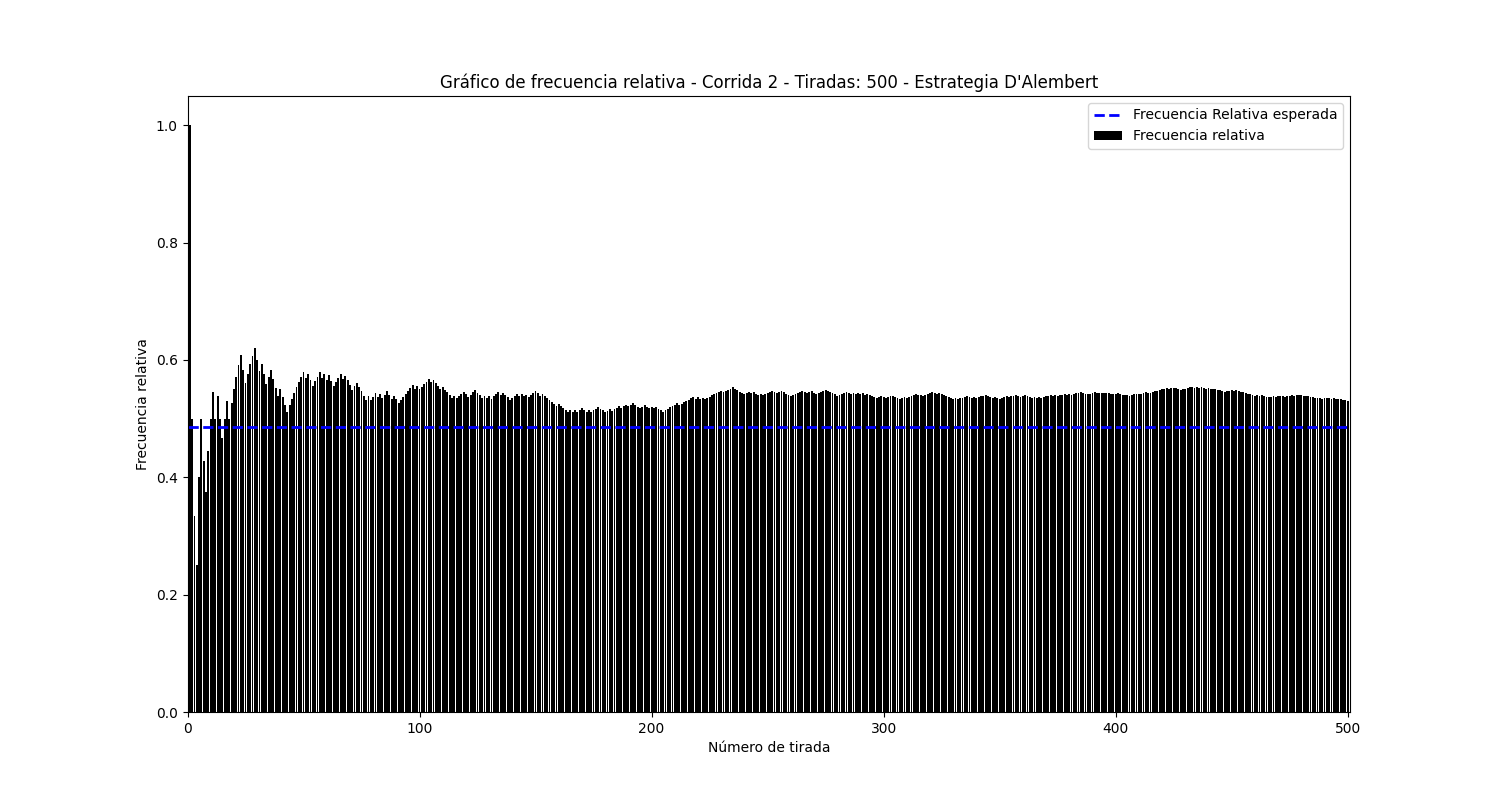 Gráfico de frecuencia relativa - Corrida 2 - Tiradas: 500 - Estrategia D'Alembert
Frecuencia Relativa esperada
Frecuencia relativa
1.0
0.8
0.6
0.4
0.2
0.0
Frecuencia relativa
0
100
200
300
400
500
Número de tirada